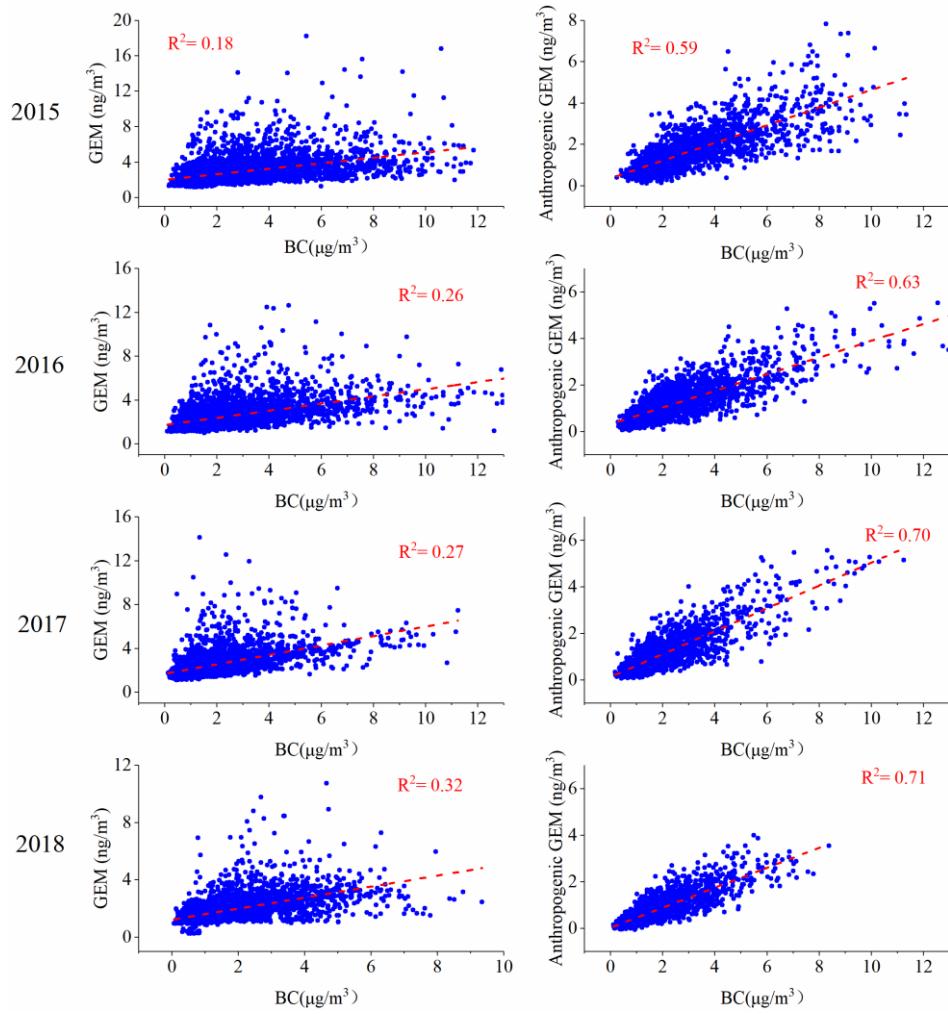 2015
GEM (ng/m³)
20
16
12
8
4
0
R²= 0.18
0 2 4 6 8 10 12
BC(μg/m³）
Anthropogenic GEM (ng/m³)
8
6
4
2
0
R²= 0.59
0 2 4 6 8 10 12
BC(μg/m³）
2016
GEM (ng/m³)
16
12
8
4
0
R²= 0.26
0 2 4 6 8 10 12
BC(μg/m³）
Anthropogenic GEM (ng/m³)
6
4
2
0
R²= 0.63
0 2 4 6 8 10 12
BC(μg/m³）
2017
GEM (ng/m³)
16
12
8
4
0
R²= 0.27
0 2 4 6 8 10 12
BC(μg/m³）
Anthropogenic GEM (ng/m³)
6
4
2
0
R²= 0.70
0 2 4 6 8 10 12
BC(μg/m³）
2018
GEM (ng/m³)
12
8
4
0
R²= 0.32
0 2 4 6 8 10
BC(μg/m³）
Anthropogenic GEM (ng/m³)
6
4
2
0
R²= 0.71
0 2 4 6 8 10 12
BC(μg/m³）